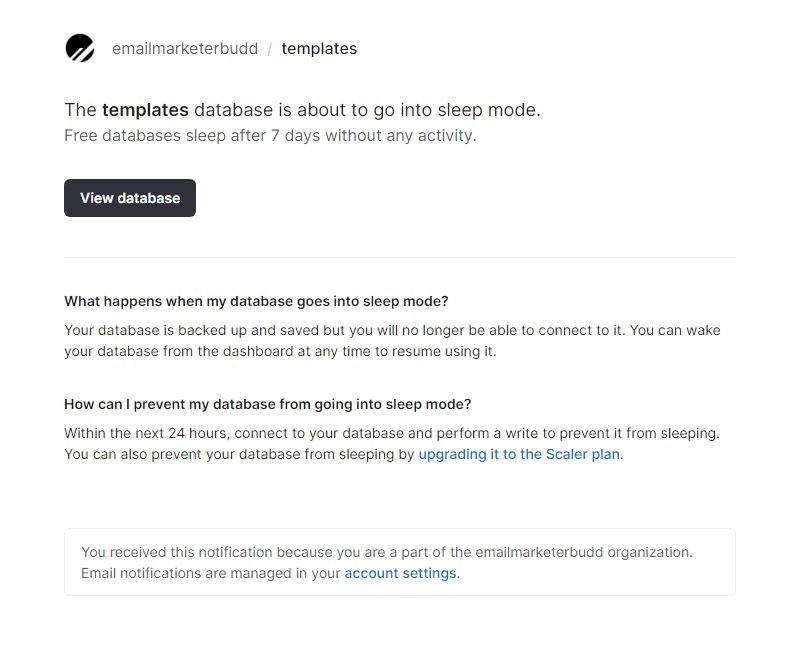 emailmarketerbudd / templates
The templates database is about to go into sleep mode.
Free databases sleep after 7 days without any activity.
View database
What happens when my database goes into sleep mode?
Your database is backed up and saved but you will no longer be able to connect to it. You can wake
your database from the dashboard at any time to resume using it.
How can I prevent my database from going into sleep mode?
Within the next 24 hours, connect to your database and perform a write to prevent it from sleeping.
You can also prevent your database from sleeping by upgrading it to the Scaler plan.
You received this notification because you are a part of the emailmarketerbudd organization.
Email notifications are managed in your account settings.